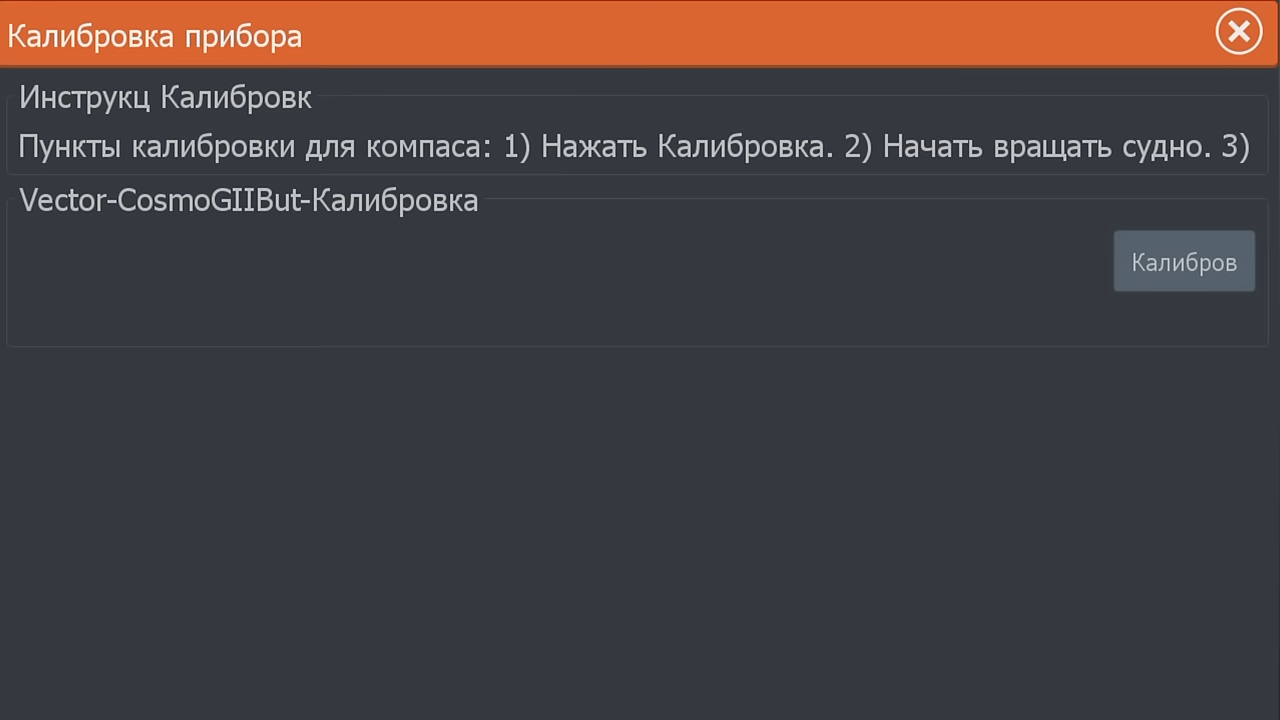 Калибровка прибора
Инструкц Калибровк
Пункты калибровки для компаса: 1) Нажать Калибровка. 2) Начать вращать судно. 3)
Vector-CosmoGIIBut-Калибровка
Калибров